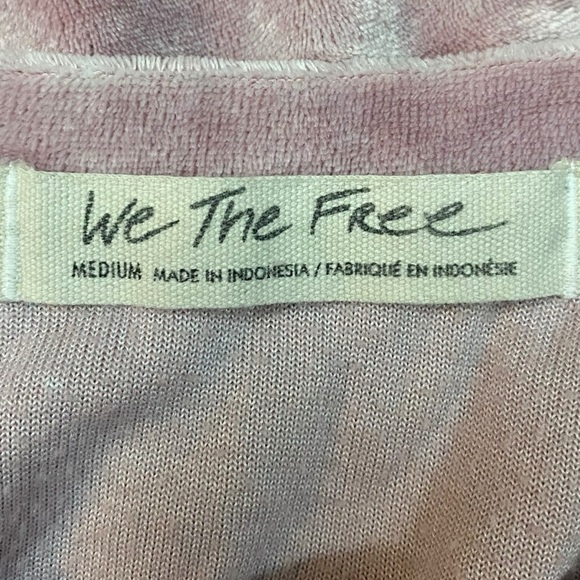 We The Free
MEDIUM MADE IN INDONESIA / FABRIQUÉ EN INDONÉSIE